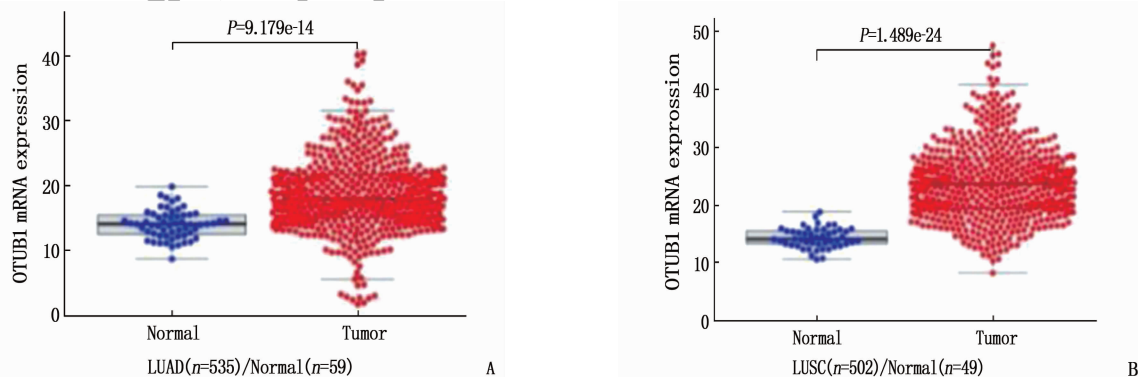 P=9.179e-14
OTUB1 mRNA expression
40
30
20
10
0
Normal
Tumor
LUAD(n=535)/Normal(n=59)
A
P=1.489e-24
OTUB1 mRNA exprossion
50
40
30
20
10
0
Normal
Tumor
LUSC(n=502)/Normal(n=49)
B